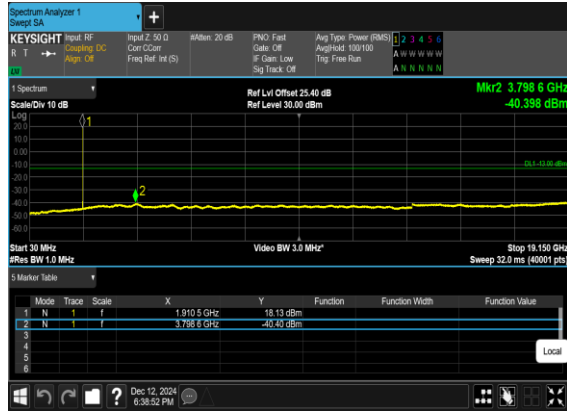 Spectrum Analyzer 1
Swept SA
+
KEYSIGHT Input: RF Input Z: 50 Ω #Atten: 20 dB PNO: Fast Avg Type: Power (RMS) 1 2 3 4 5 6
R T Coupling: DC Corr CCorr Gate: Off Avg|Hold: 100/100 A W W W W W
Align: Off Freq Ref: Int (S) IF Gain: Low Trig: Free Run
Sig Track: Off A N N N N N
1 Spectrum
Ref Lvl Offset 25.40 dB Mkr2 3.798 6 GHz
Scale/Div 10 dB Ref Level 30.00 dBm -40.398 dBm
Log
20.0
10.0
0.00
-10.0
-20.0
-30.0
-40.0
-50.0
-60.0
1
2
DL1 -13.00 dBm
Start 30 MHz Video BW 3.0 MHz* Stop 19.150 GHz
#Res BW 1.0 MHz Sweep 32.0 ms (40001 pts)
5 Marker Table
Mode Trace Scale X Y Function Function Width Function Value
1 N 1 f 1.910 5 GHz 18.13 dBm
2 N 1 f 3.798 6 GHz -40.40 dBm
3
4
5
6
Local
? Dec 12, 2024
6:38:52 PM